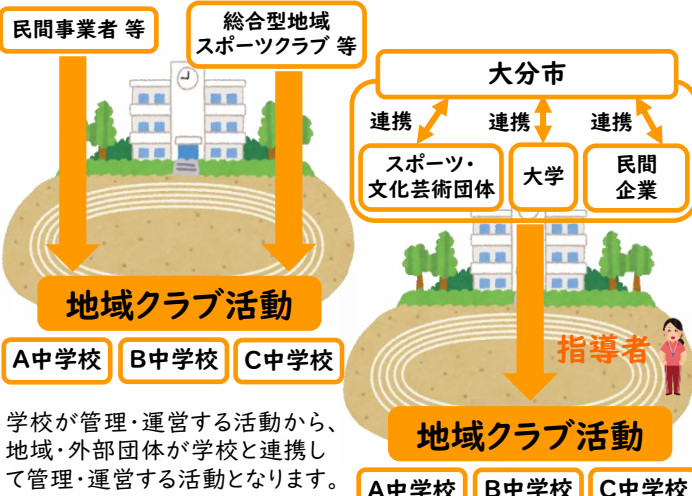 民間事業者 等
総合型地域
スポーツクラブ 等
地域クラブ活動
A中学校
B中学校
C中学校
学校が管理・運営する活動から、
地域・外部団体が学校と連携し
て管理・運営する活動となります。
大分市
連携
連携
連携
スポーツ・
文化芸術団体
大学
民間
企業
指導者
地域クラブ活動
A中学校
B中学校
C中学校